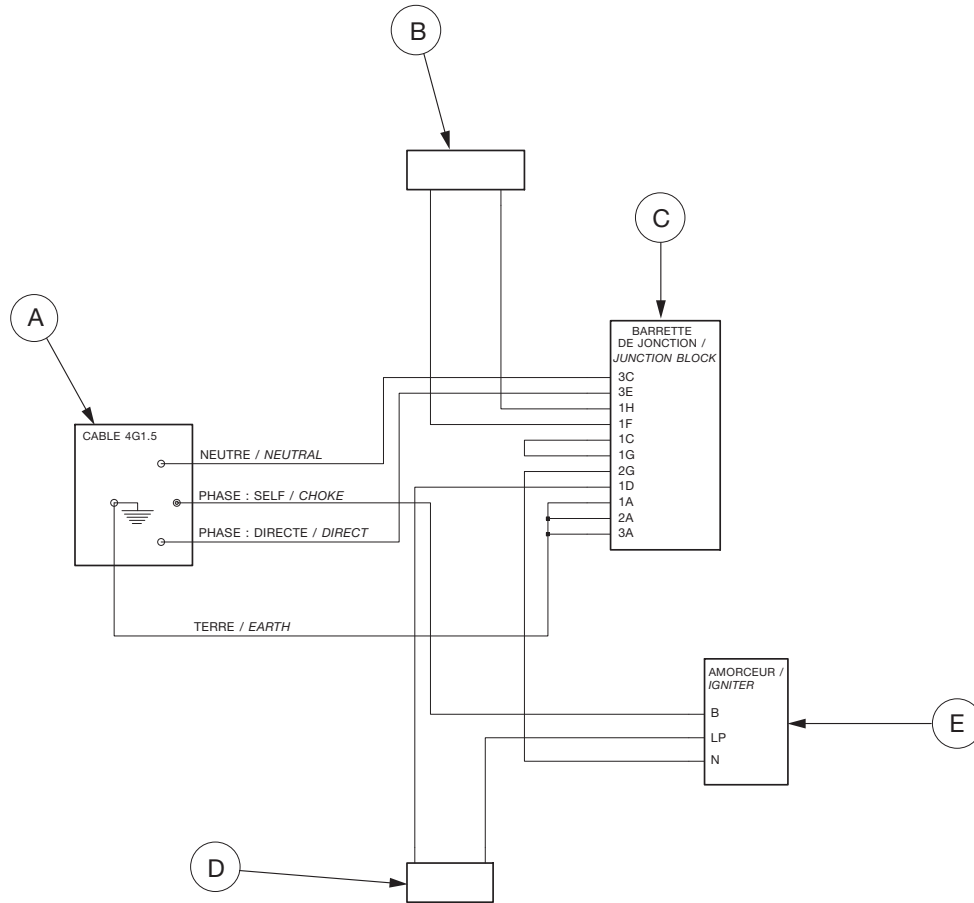 B
C
A
BARRETTE
DE JONCTION /
JUNCTION BLOCK
3C
3E
1H
1F
1C
1G
2G
1D
1A
2A
3A
CABLE 4G1.5
NEUTRE / NEUTRAL
PHASE : SELF / CHOKE
PHASE : DIRECTE / DIRECT
TERRE / EARTH
AMORCEUR /
IGNITER
B
LP
N
E
D